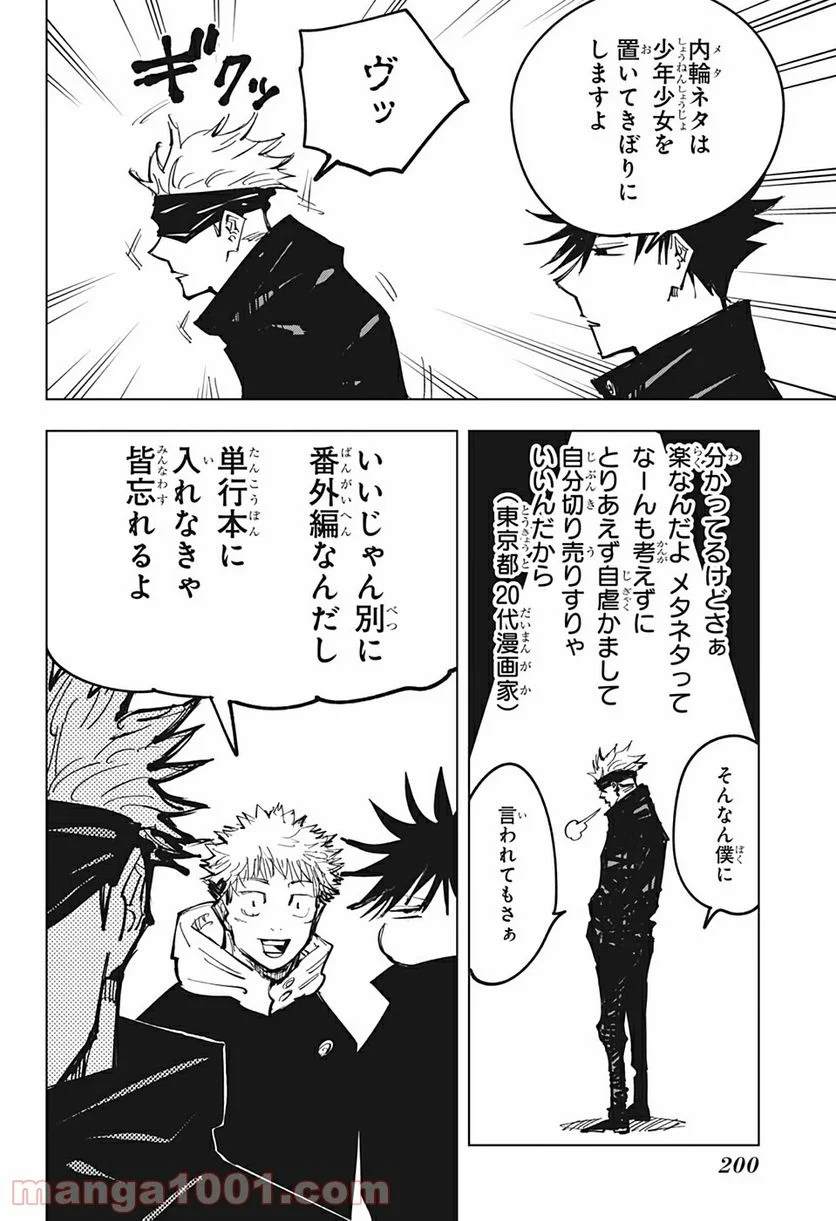 内輪ネタは
少年少女を
置いてきぼりに
しますよ
ヴッ
ギクッ
分かってるけどさぁ
楽なんだよメタネタって
なーんも考えずに
とりあえず自虐かまして
自分切り売りすりゃ
いいんだから
(東京都 20代漫画家)
そんなん僕に
言われてもさぁ
いいじゃん別に
番外編なんだし
単行本に
入れなきゃ
皆忘れるよ
200
manga1001.com